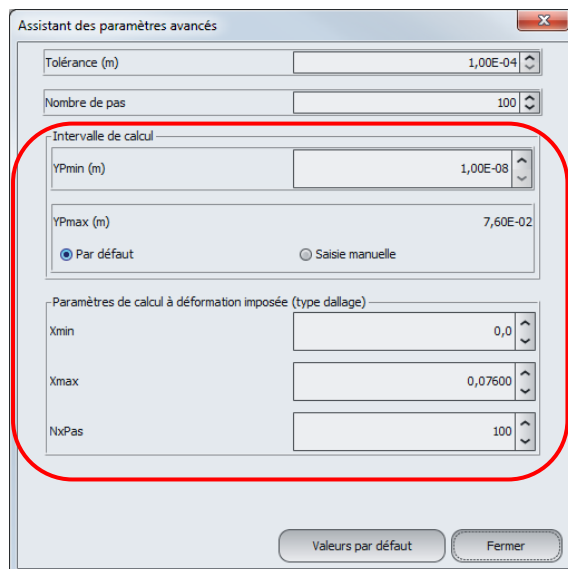 Assistant des paramètres avancés
Tolérance (m) 1,00E-04
Nombre de pas 100
Intervalle de calcul
YPmin (m) 1,00E-08
YPmax (m) 7,60E-02
Par défaut Saisie manuelle
Paramètres de calcul à déformation imposée (type dallage)
Xmin 0,0
Xmax 0,07600
NxPas 100
Valeurs par défaut Fermer